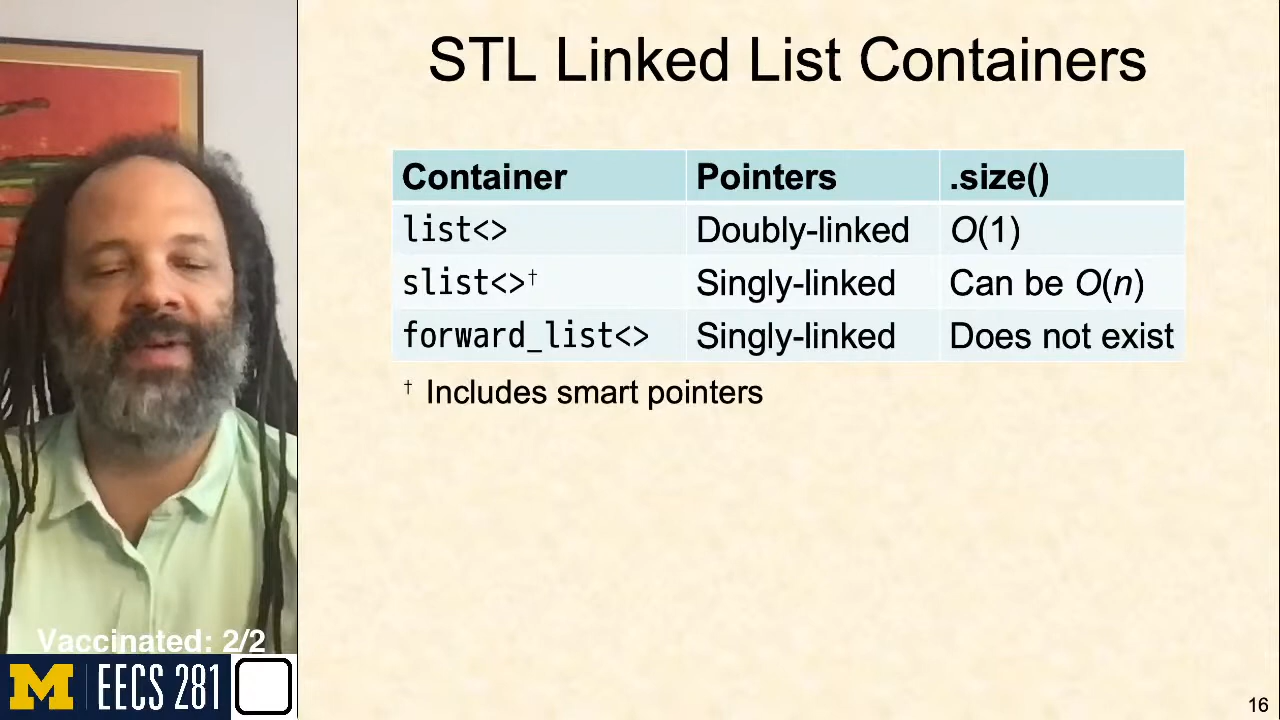 STL Linked List Containers
Container Pointers .size()
list<> Doubly-linked O(1)
slist<>† Singly-linked Can be O(n)
forward_list<> Singly-linked Does not exist
† Includes smart pointers
Vaccinated: 2/2
M EECS 281
16